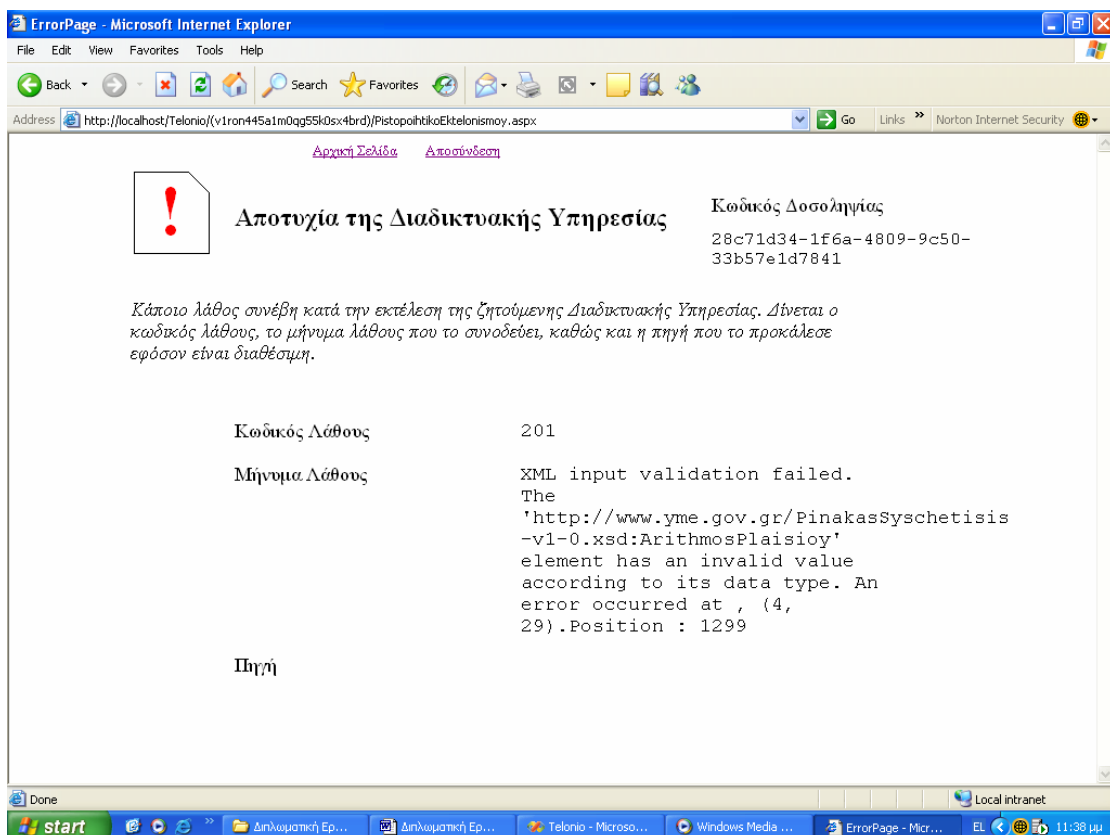 ErrorPage - Microsoft Internet Explorer
File Edit View Favorites Tools Help
Back Search Favorites
Address http://localhost/Telonio/(v1ron445a1m0qg55k0sx4brd)/PistopoihtikoEktelonismoy.aspx Go Links » Norton Internet Security
Αρχική Σελίδα Αποσύνδεση
!
Αποτυχία της Διαδικτυακής Υπηρεσίας
Κωδικός Δοσοληψίας
28c71d34-1f6a-4809-9c50-
33b57e1d7841
Κάποιο λάθος συνέβη κατά την εκτέλεση της ζητούμενης Διαδικτυακής Υπηρεσίας. Δίνεται ο
κωδικός λάθους, το μήνυμα λάθους που το συνοδεύει, καθώς και η πηγή που το προκάλεσε
εφόσον είναι διαθέσιμη.
Κωδικός Λάθους 201
Μήνυμα Λάθους XML input validation failed.
The
'http://www.yme.gov.gr/PinakasSyschetisis
-v1-0.xsd:ArithmosPlaisioy'
element has an invalid value
according to its data type. An
error occurred at , (4,
29).Position : 1299
Πηγή
Done Local intranet
start » Διπλωματική Ερ... Διπλωματική Ερ... Telonio - Microso... Windows Media ... ErrorPage - Micr... EL 11:38 μμ